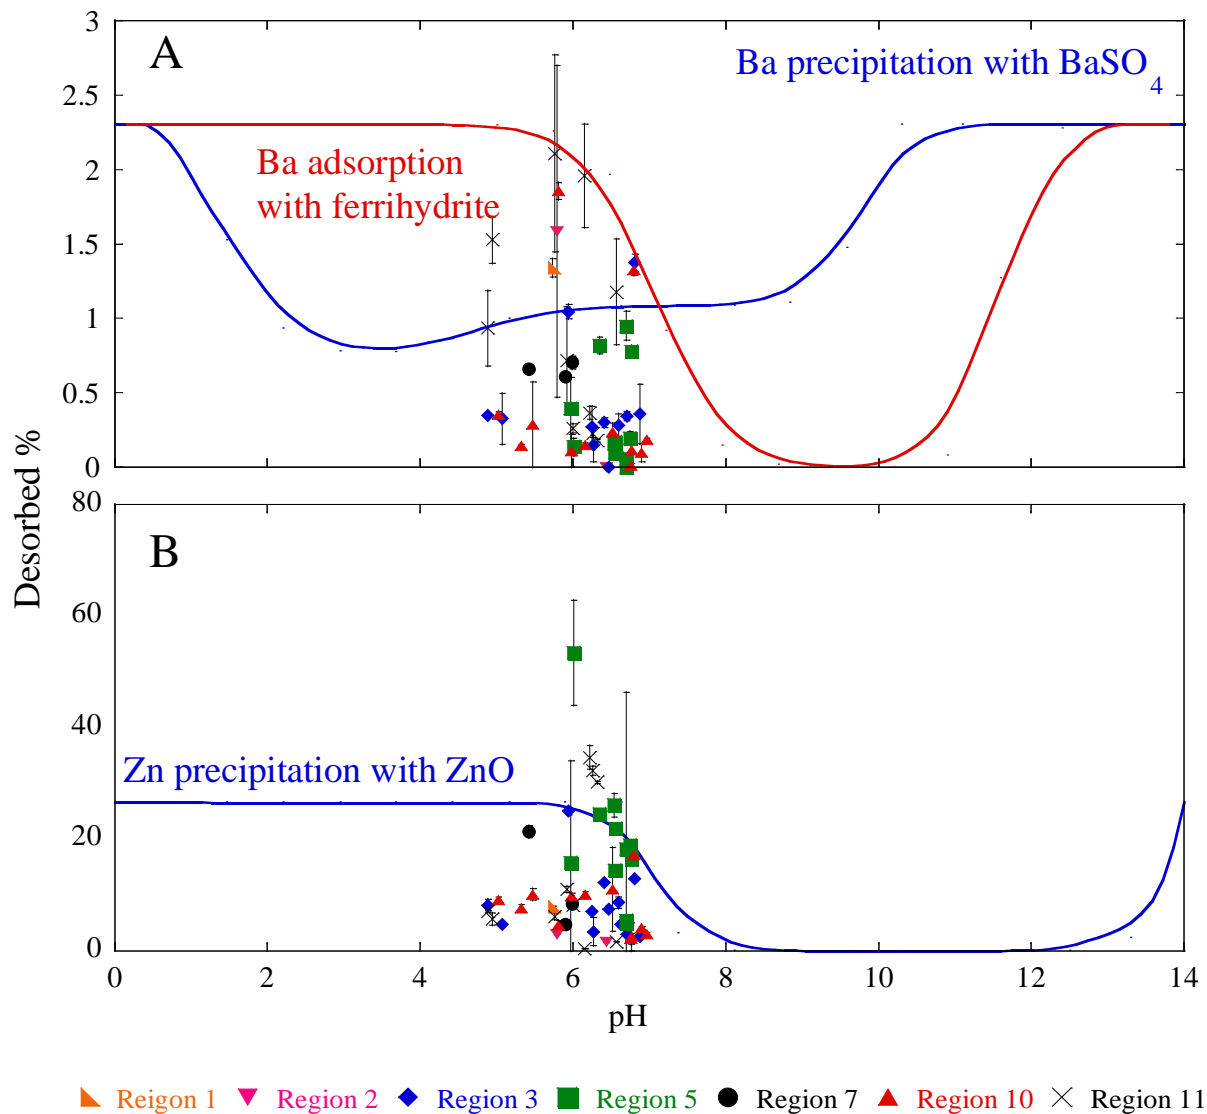 3
A
Ba precipitation with BaSO4
2.5
Ba adsorption
with ferrihydrite
2
1.5
1
0.5
0
Desorbed %
80
B
60
40
Zn precipitation with ZnO
20
0
0 2 4 6 8 10 12 14
pH
Reigon 1 Region 2 Region 3 Region 5 Region 7 Region 10 Region 11